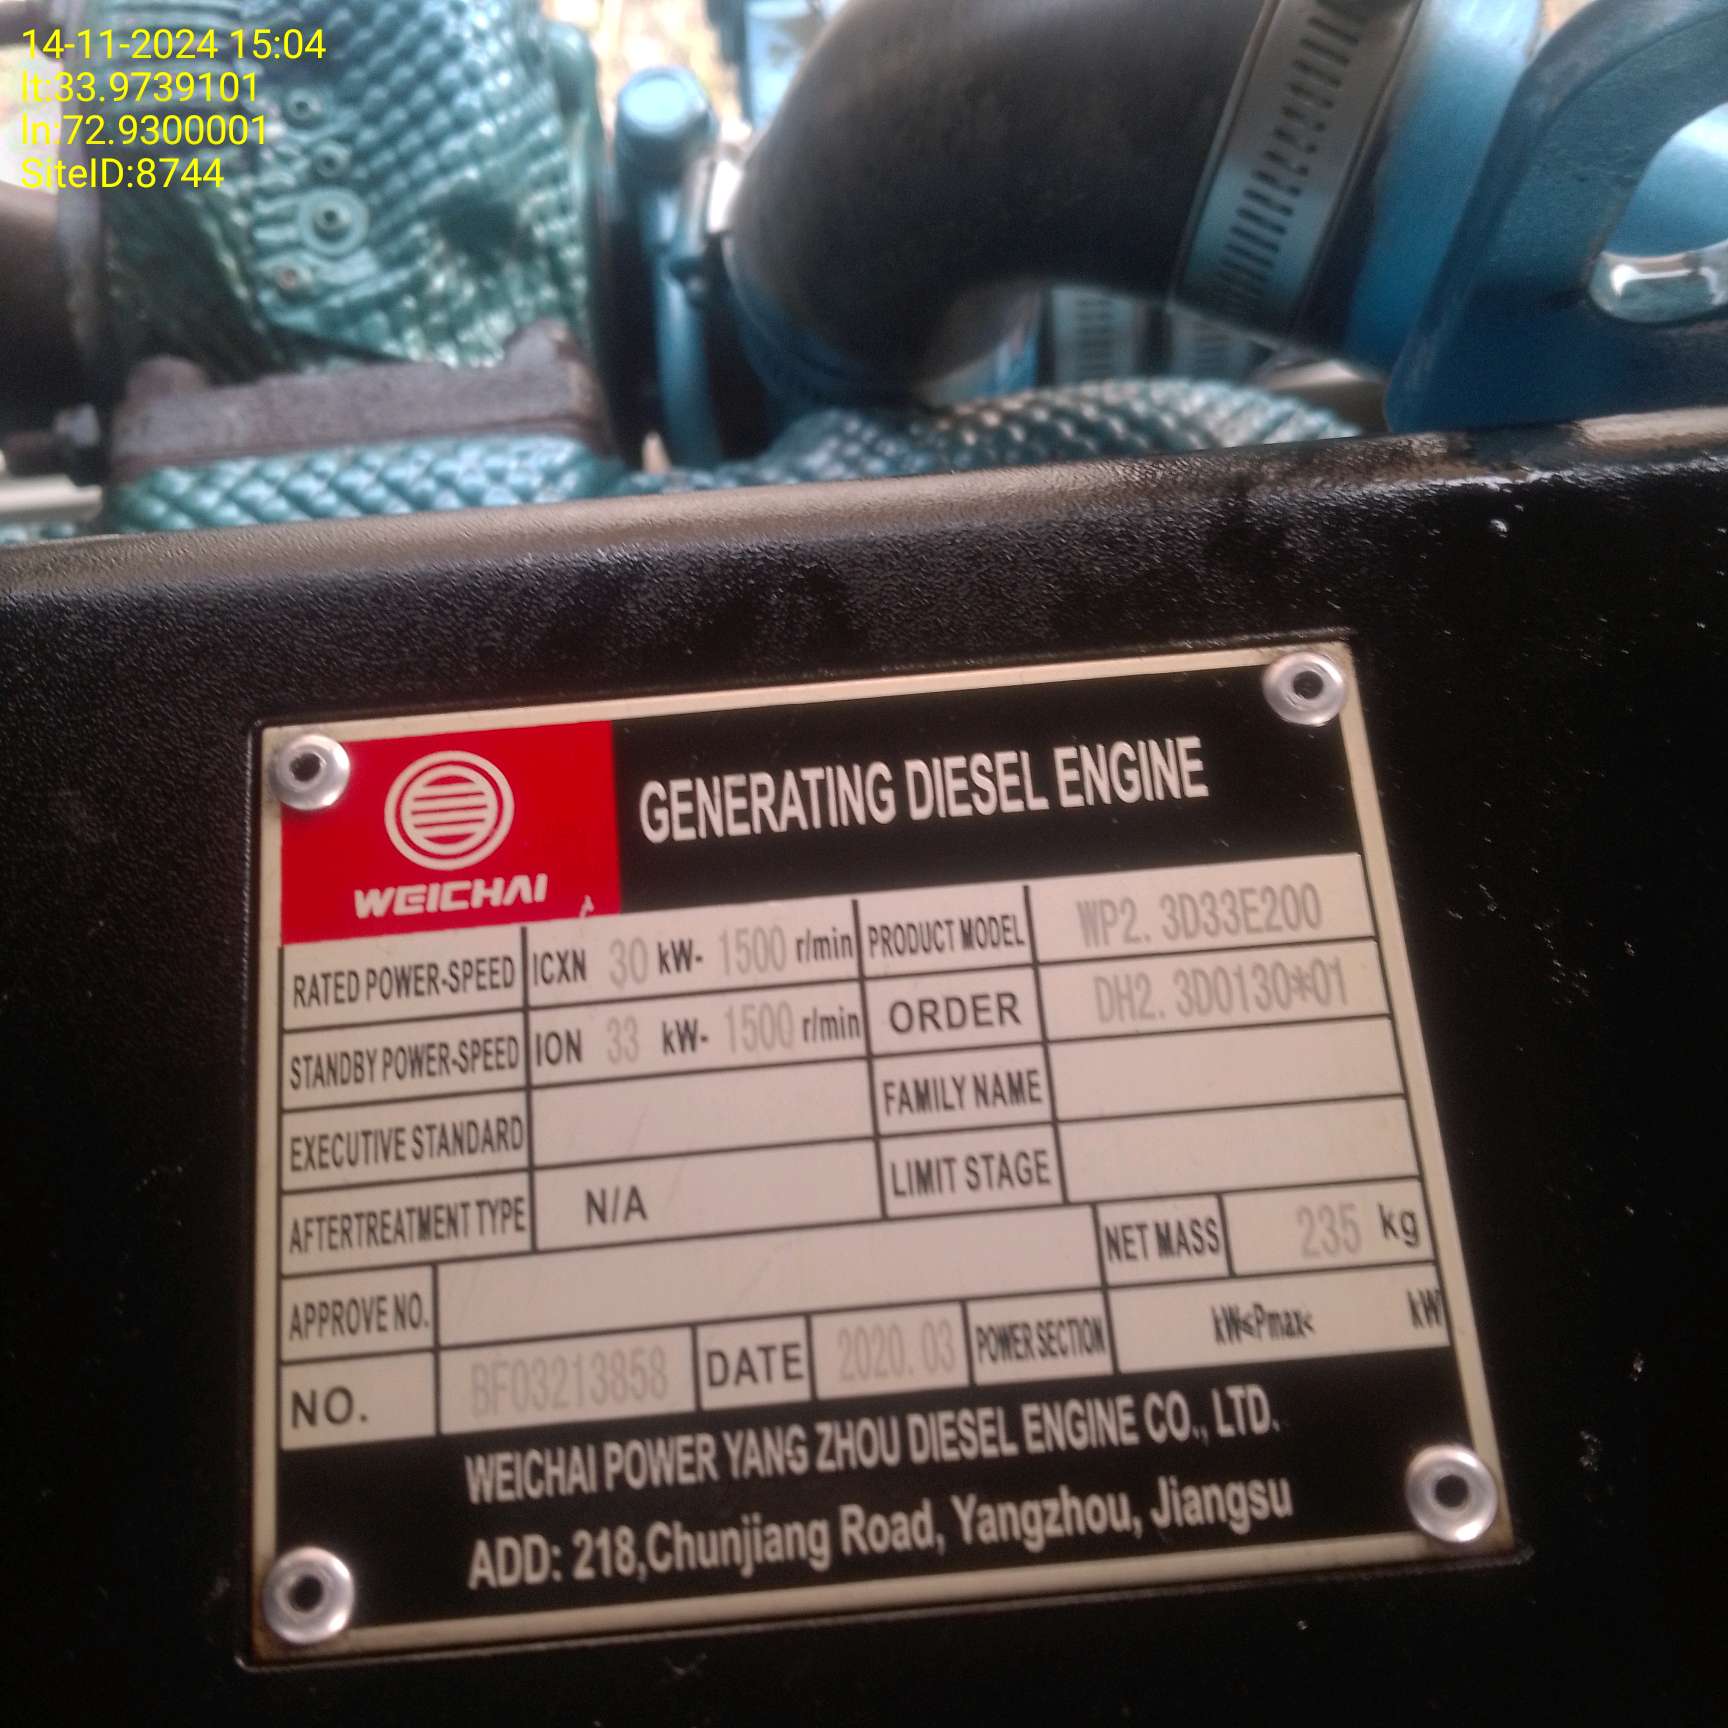 14-11-2024 15:04
lt:33.9739101
ln:72.9300001
SiteID:8744
WEICHAI
GENERATING DIESEL ENGINE
RATED POWER-SPEED ICXN 30 kW- 1500 r/min PRODUCT MODEL WP2.3D33E200
STANDBY POWER-SPEED ION 33 kW- 1500 r/min ORDER DH2.3D0130*01
EXECUTIVE STANDARD FAMILY NAME
AFTERTREATMENT TYPE N/A LIMIT STAGE
APPROVE NO. NET MASS 235 kg
NO. BF03213858 DATE 2020.03 POWER SECTION kW≤Pmax< kW
WEICHAI POWER YANG ZHOU DIESEL ENGINE CO., LTD.
ADD: 218,Chunjiang Road, Yangzhou, Jiangsu